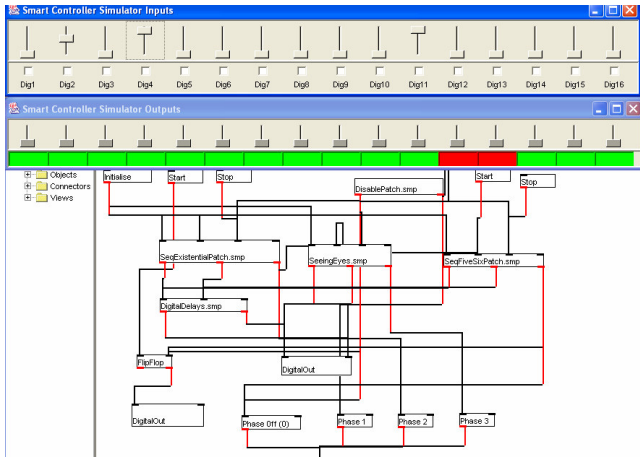 Smart Controller Simulator Inputs
Dig1 Dig2 Dig3 Dig4 Dig5 Dig6 Dig7 Dig8 Dig9 Dig10 Dig11 Dig12 Dig13 Dig14 Dig15 Dig16
Smart Controller Simulator Outputs
Objects
Connectors
Views
Initialise
Start
Stop
DisablePatch.smp
Start
Stop
SeqExistentialPatch.smp
SeeingEyes.smp
SeqFiveSixPatch.smp
DigitalDelays.smp
FlipFlop
DigitalOut
DigitalOut
Phase Off (0)
Phase 1
Phase 2
Phase 3